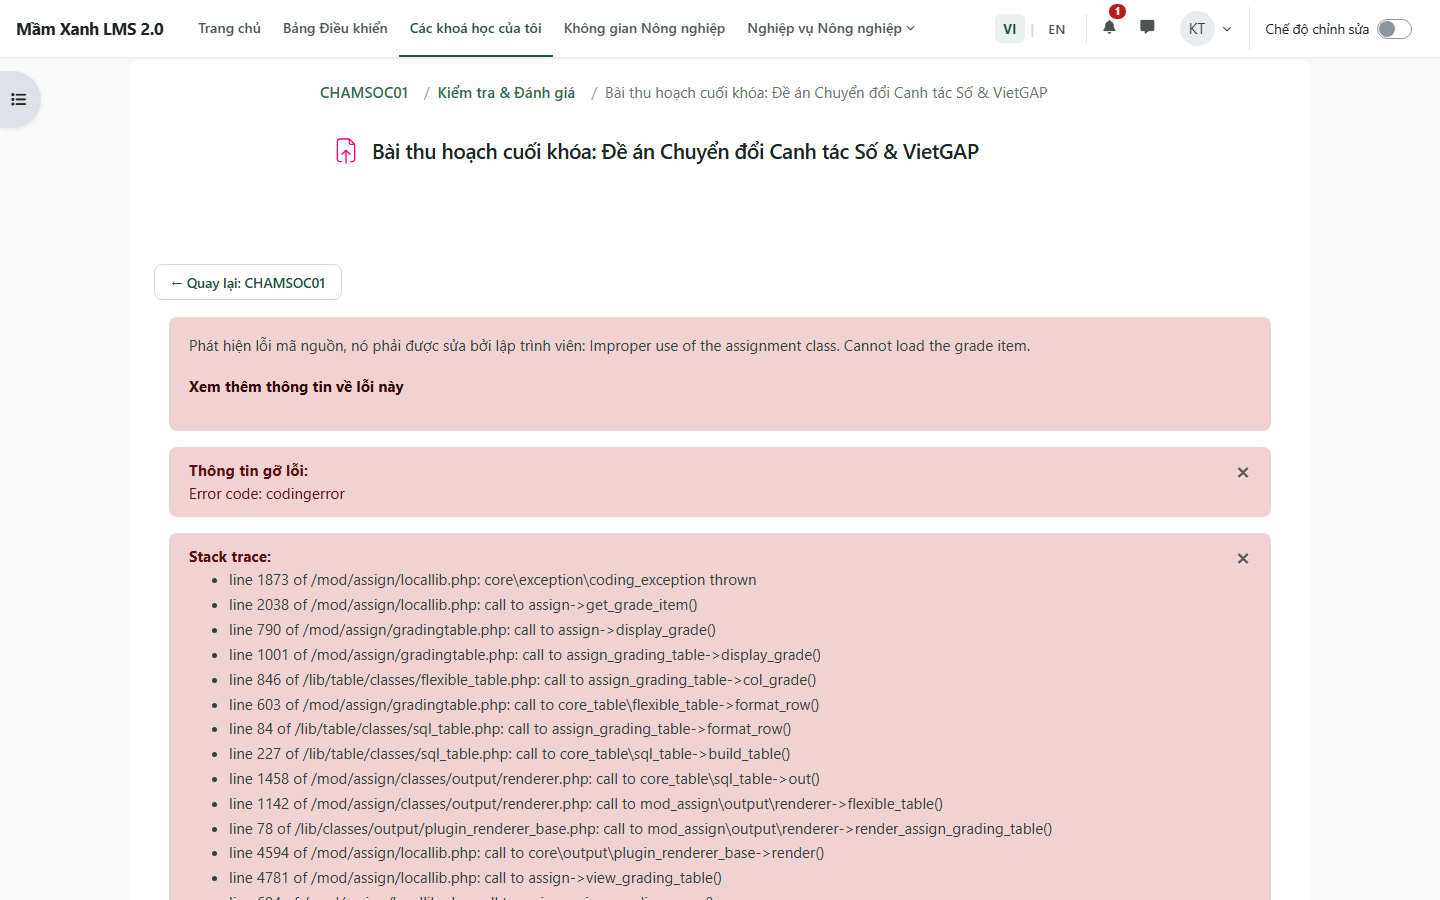 Mầm Xanh LMS 2.0
Trang chủ
Bảng Điều khiển
Các khoá học của tôi
Không gian Nông nghiệp
Nghiệp vụ Nông nghiệp
VI | EN
1
KT
Chế độ chỉnh sửa
CHAMSOC01 / Kiểm tra & Đánh giá / Bài thu hoạch cuối khóa: Đề án Chuyển đổi Canh tác Số & VietGAP
Bài thu hoạch cuối khóa: Đề án Chuyển đổi Canh tác Số & VietGAP
← Quay lại: CHAMSOC01
Phát hiện lỗi mã nguồn, nó phải được sửa bởi lập trình viên: Improper use of the assignment class. Cannot load the grade item.
Xem thêm thông tin về lỗi này
Thông tin gỡ lỗi:
Error code: codingerror
Stack trace:
• line 1873 of /mod/assign/locallib.php: core\exception\coding_exception thrown
• line 2038 of /mod/assign/locallib.php: call to assign->get_grade_item()
• line 790 of /mod/assign/gradingtable.php: call to assign->display_grade()
• line 1001 of /mod/assign/gradingtable.php: call to assign_grading_table->display_grade()
• line 846 of /lib/table/classes/flexible_table.php: call to assign_grading_table->col_grade()
• line 603 of /mod/assign/gradingtable.php: call to core_table\flexible_table->format_row()
• line 84 of /lib/table/classes/sql_table.php: call to assign_grading_table->format_row()
• line 227 of /lib/table/classes/sql_table.php: call to core_table\sql_table->build_table()
• line 1458 of /mod/assign/classes/output/renderer.php: call to core_table\sql_table->out()
• line 1142 of /mod/assign/classes/output/renderer.php: call to mod_assign\output\renderer->flexible_table()
• line 78 of /lib/classes/output/plugin_renderer_base.php: call to mod_assign\output\renderer->render_assign_grading_table()
• line 4594 of /mod/assign/locallib.php: call to core\output\plugin_renderer_base->render()
• line 4781 of /mod/assign/locallib.php: call to assign->view_grading_table()